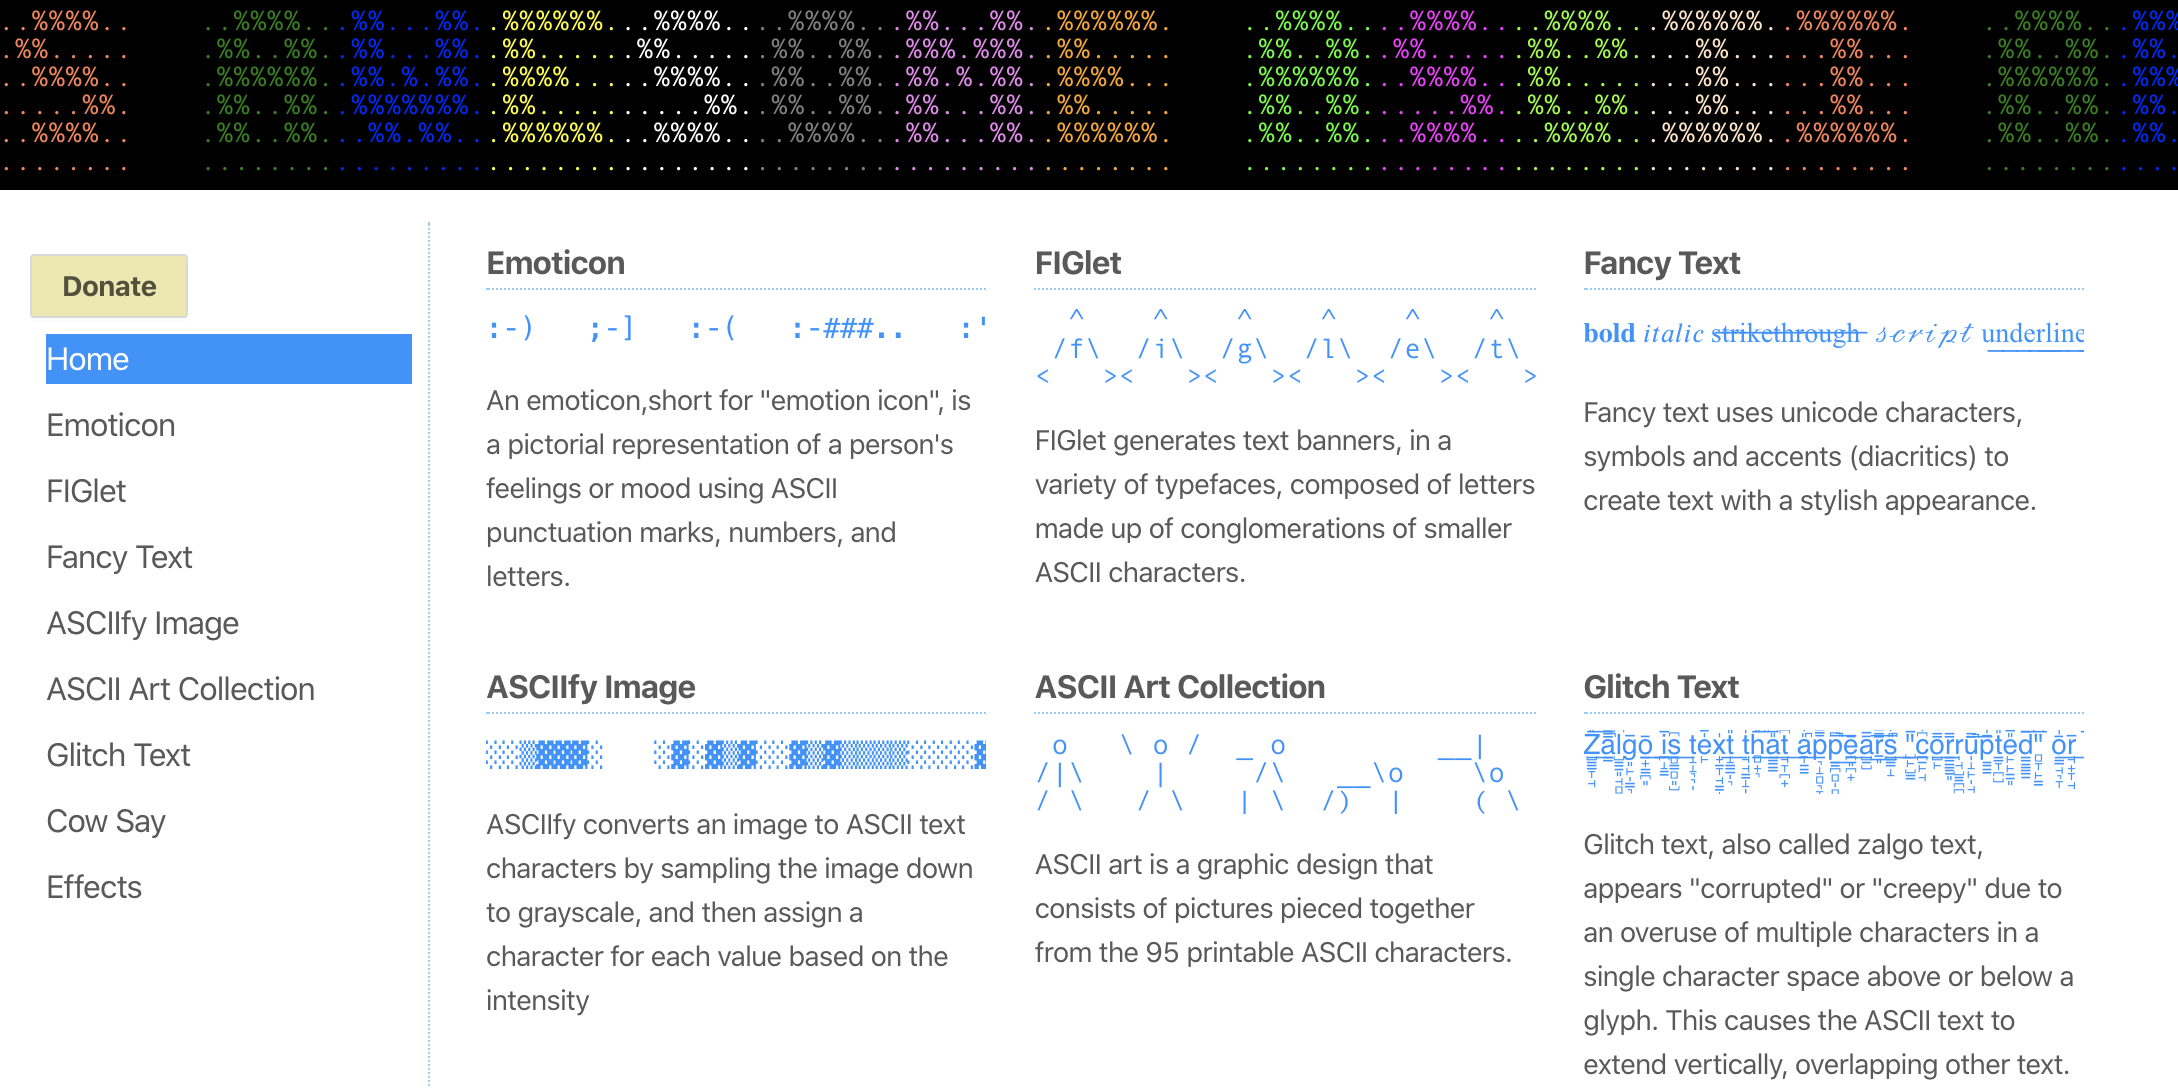 S AWESOME ASCII AW
Donate
Home
Emoticon
FIGlet
Fancy Text
ASCIIfy Image
ASCII Art Collection
Glitch Text
Cow Say
Effects
Emoticon
:-)   ;-]   :-(   :-###..   :'
An emoticon,short for "emotion icon", is
a pictorial representation of a person's
feelings or mood using ASCII
punctuation marks, numbers, and
letters.
FIGlet
  ^    ^    ^    ^    ^    ^
 /f\  /i\  /g\  /l\  /e\  /t\
<   ><   ><   ><   ><   ><   >
FIGlet generates text banners, in a
variety of typefaces, composed of letters
made up of conglomerations of smaller
ASCII characters.
Fancy Text
bold italic strikethrough script underline
Fancy text uses unicode characters,
symbols and accents (diacritics) to
create text with a stylish appearance.
ASCIIfy Image
ASCIIfy converts an image to ASCII text
characters by sampling the image down
to grayscale, and then assign a
character for each value based on the
intensity
ASCII Art Collection
 o   \ o /  _ o         __|
/|\    |     /\   __\o    \o
/ \   / \   | \  /)  |    ( \
ASCII art is a graphic design that
consists of pictures pieced together
from the 95 printable ASCII characters.
Glitch Text
Zalgo is text that appears "corrupted" or
Glitch text, also called zalgo text,
appears "corrupted" or "creepy" due to
an overuse of multiple characters in a
single character space above or below a
glyph. This causes the ASCII text to
extend vertically, overlapping other text.